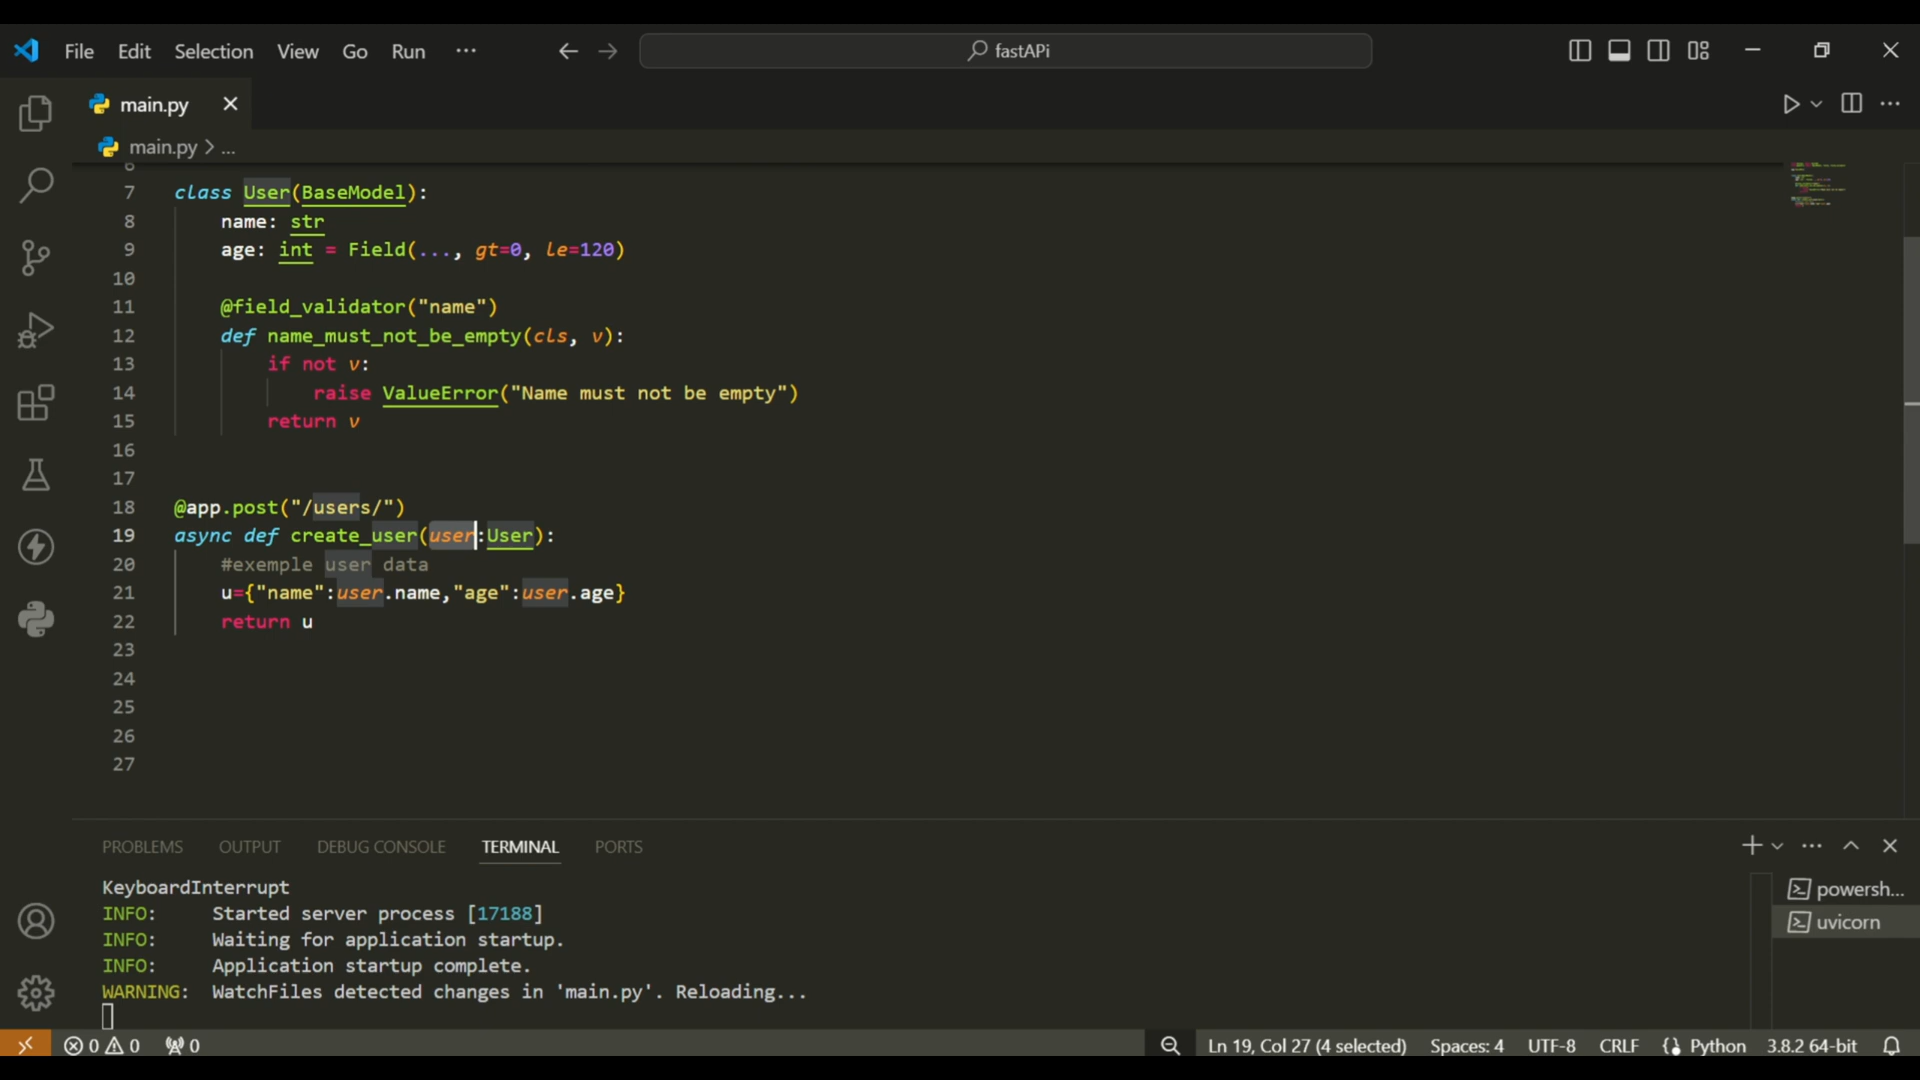 File Edit Selection View Go Run ... fastAPi
main.py
main.py > ...
6
7 class User(BaseModel):
8 name: str
9 age: int = Field(..., gt=0, le=120)
10
11 @field_validator("name")
12 def name_must_not_be_empty(cls, v):
13 if not v:
14 raise ValueError("Name must not be empty")
15 return v
16
17
18 @app.post("/users/")
19 async def create_user(user:User):
20 #exemple user data
21 u={"name":user.name,"age":user.age}
22 return u
23
24
25
26
27
PROBLEMS OUTPUT DEBUG CONSOLE TERMINAL PORTS
KeyboardInterrupt
INFO: Started server process [17188]
INFO: Waiting for application startup.
INFO: Application startup complete.
WARNING: WatchFiles detected changes in 'main.py'. Reloading...
powersh...
uvicorn
0 0 0 Ln 19, Col 27 (4 selected) Spaces: 4 UTF-8 CRLF Python 3.8.2 64-bit